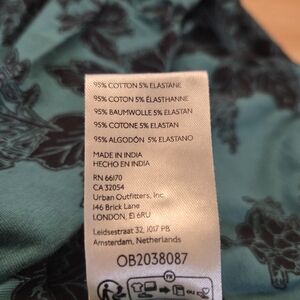 95% COTTON 5% ELASTANE
95% COTON 5% ÉLASTHANNE
95% BAUMWOLLE 5% ELASTAN
95% COTONE 5% ELASTAN
95% ALGODÓN 5% ELASTANO
MADE IN INDIA
HECHO EN INDIA
RN 66170
CA 32054
Urban Outfitters, Inc
146 Brick Lane
LONDON, E1 6RU
Leidsestraat 32, 1017 PB
Amsterdam, Netherlands
OB2038087
FR